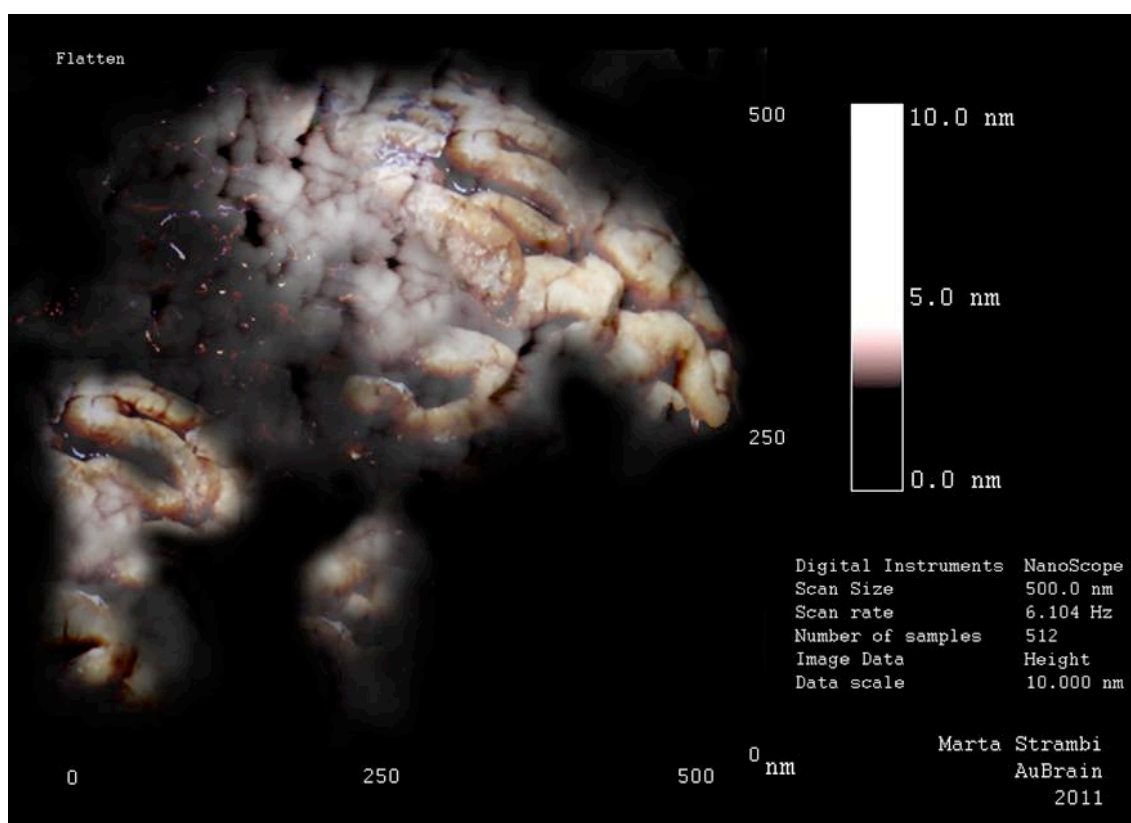 Flatten
500
250
0 nm
0 250 500
10.0 nm
5.0 nm
0.0 nm
Digital Instruments NanoScope
Scan Size 500.0 nm
Scan rate 6.104 Hz
Number of samples 512
Image Data Height
Data scale 10.000 nm
Marta Strambi
AuBrain
2011